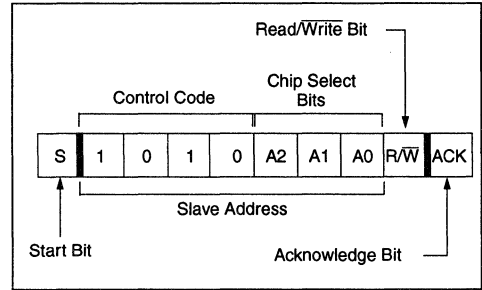 Read/Write Bit
Chip Select
Bits
Control Code
S 1 0 1 0 A2 A1 A0 R/W ACK
Slave Address
Start Bit
Acknowledge Bit